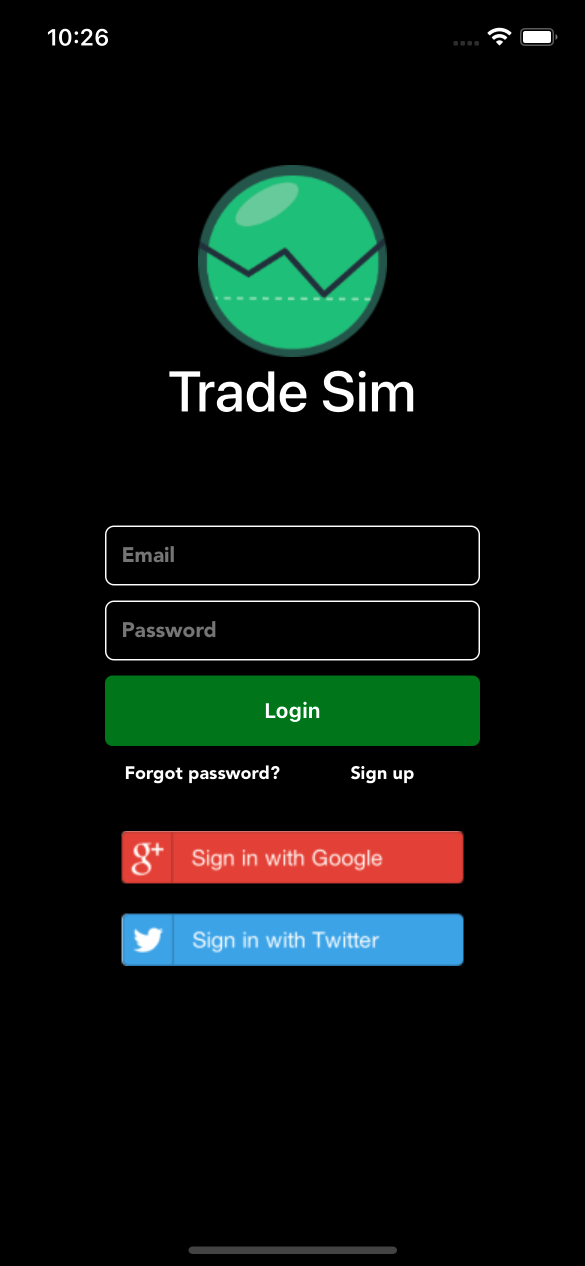 10:26
Trade Sim
Email
Password
Login
Forgot password? Sign up
g+ Sign in with Google
Sign in with Twitter